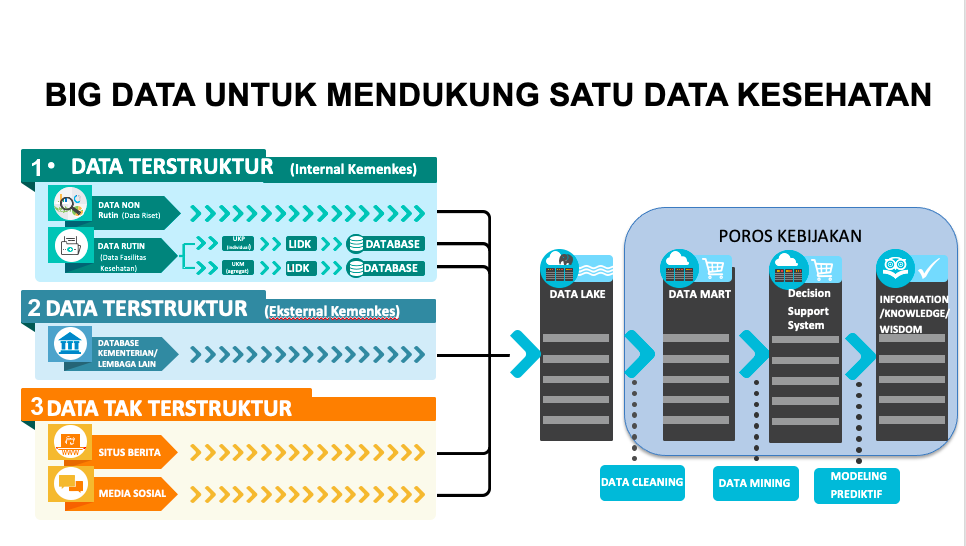 BIG DATA UNTUK MENDUKUNG SATU DATA KESEHATAN
1• DATA TERSTRUKTUR (Internal Kemenkes)
DATA NON
Rutin (Data Riset)
DATA RUTIN
(Data Fasilitas
Kesehatan)
UKP
(individual)
LIDK
DATABASE
UKM
(agregat)
LIDK
DATABASE
2 DATA TERSTRUKTUR (Eksternal Kemenkes)
DATABASE
KEMENTERIAN/
LEMBAGA LAIN
3 DATA TAK TERSTRUKTUR
SITUS BERITA
MEDIA SOSIAL
DATA LAKE
POROS KEBIJAKAN
DATA MART
Decision
Support
System
INFORMATION
/KNOWLEDGE/
WISDOM
DATA CLEANING
DATA MINING
MODELING
PREDIKTIF